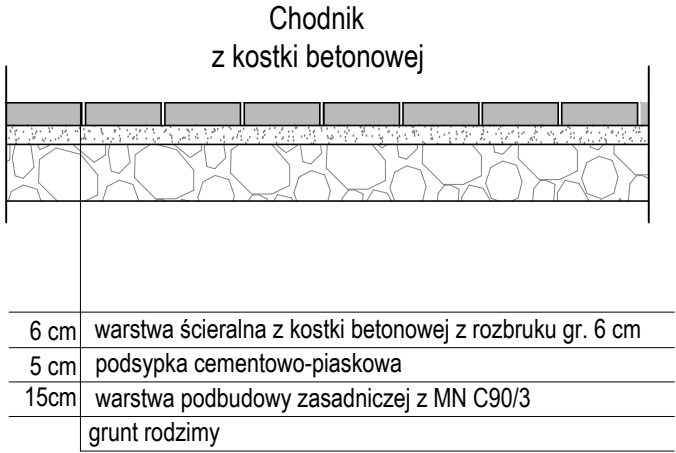 Chodnik
z kostki betonowej
6 cm warstwa ścieralna z kostki betonowej z rozbruku gr. 6 cm
5 cm podsypka cementowo-piaskowa
15cm warstwa podbudowy zasadniczej z MN C90/3
grunt rodzimy